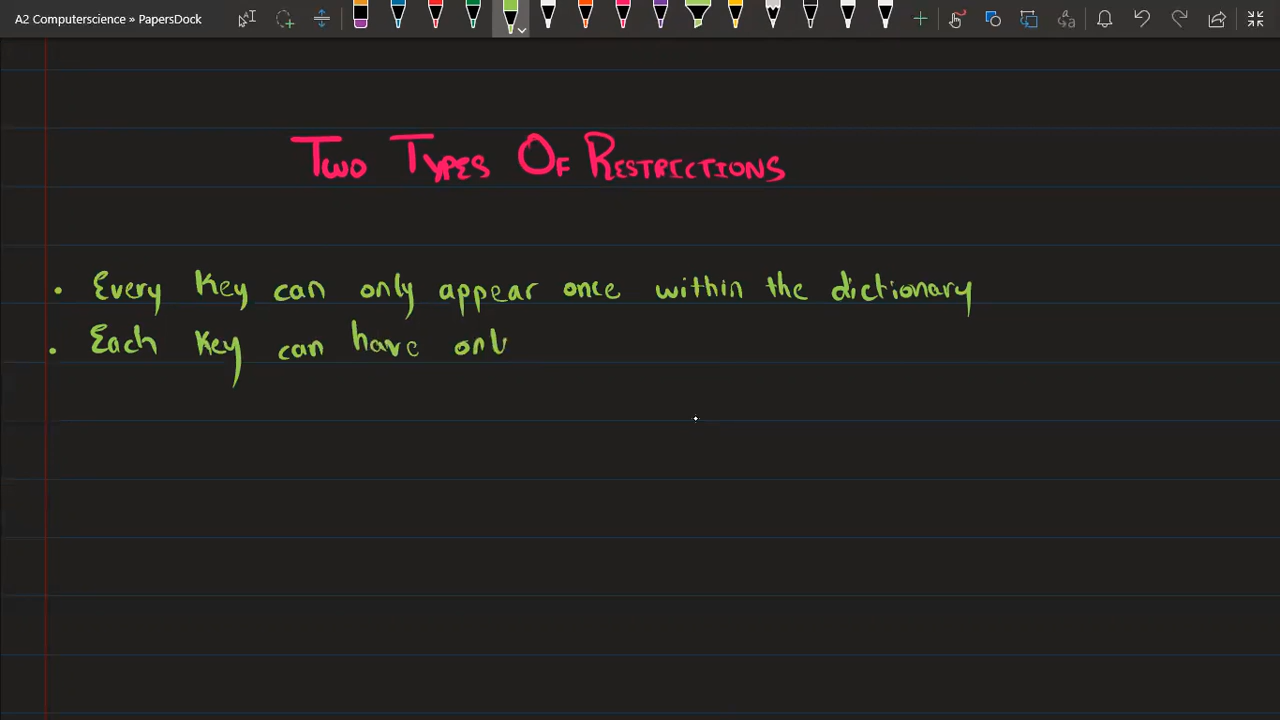 A2 Computerscience » PapersDock
TWO TYPES OF RESTRICTIONS
• Every Key can only appear once within the dictionary
• Each Key can have onl